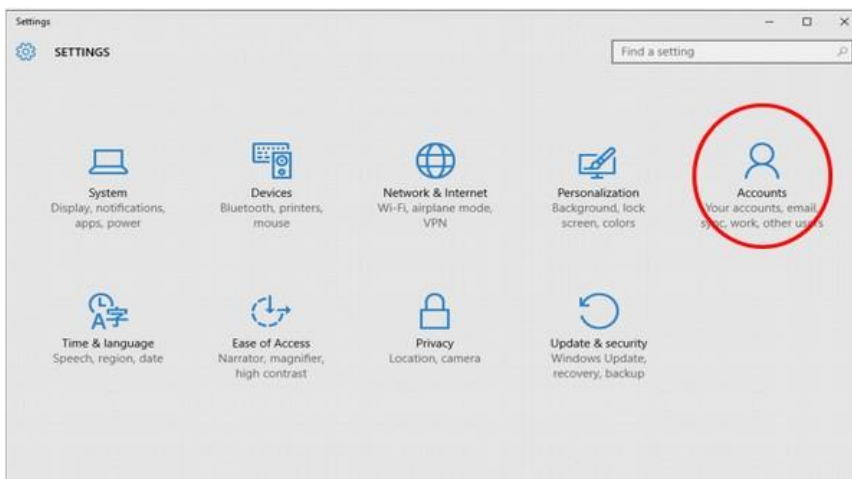 Settings
SETTINGS
Find a setting
System
Display, notifications,
apps, power
Devices
Bluetooth, printers,
mouse
Network & Internet
Wi-Fi, airplane mode,
VPN
Personalization
Background, lock
screen, colors
Accounts
Your accounts, email,
sync, work, other users
A字
Time & language
Speech, region, date
Ease of Access
Narrator, magnifier,
high contrast
Privacy
Location, camera
Update & security
Windows Update,
recovery, backup